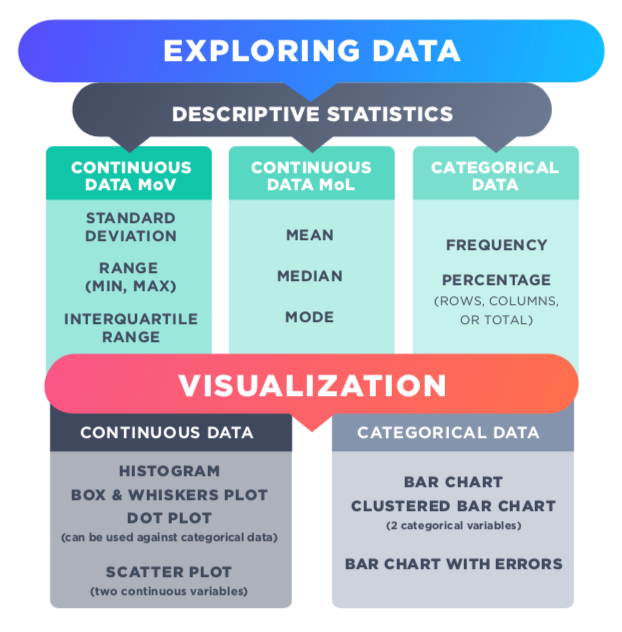 EXPLORING DATA
DESCRIPTIVE STATISTICS
CONTINUOUS
DATA MoV
STANDARD
DEVIATION
RANGE
(MIN, MAX)
INTERQUARTILE
RANGE
CONTINUOUS
DATA MoL
MEAN
MEDIAN
MODE
CATEGORICAL
DATA
FREQUENCY
PERCENTAGE
(ROWS, COLUMNS,
OR TOTAL)
VISUALIZATION
CONTINUOUS DATA
HISTOGRAM
BOX & WHISKERS PLOT
DOT PLOT
(can be used against categorical data)
SCATTER PLOT
(two continuous variables)
CATEGORICAL DATA
BAR CHART
CLUSTERED BAR CHART
(2 categorical variables)
BAR CHART WITH ERRORS